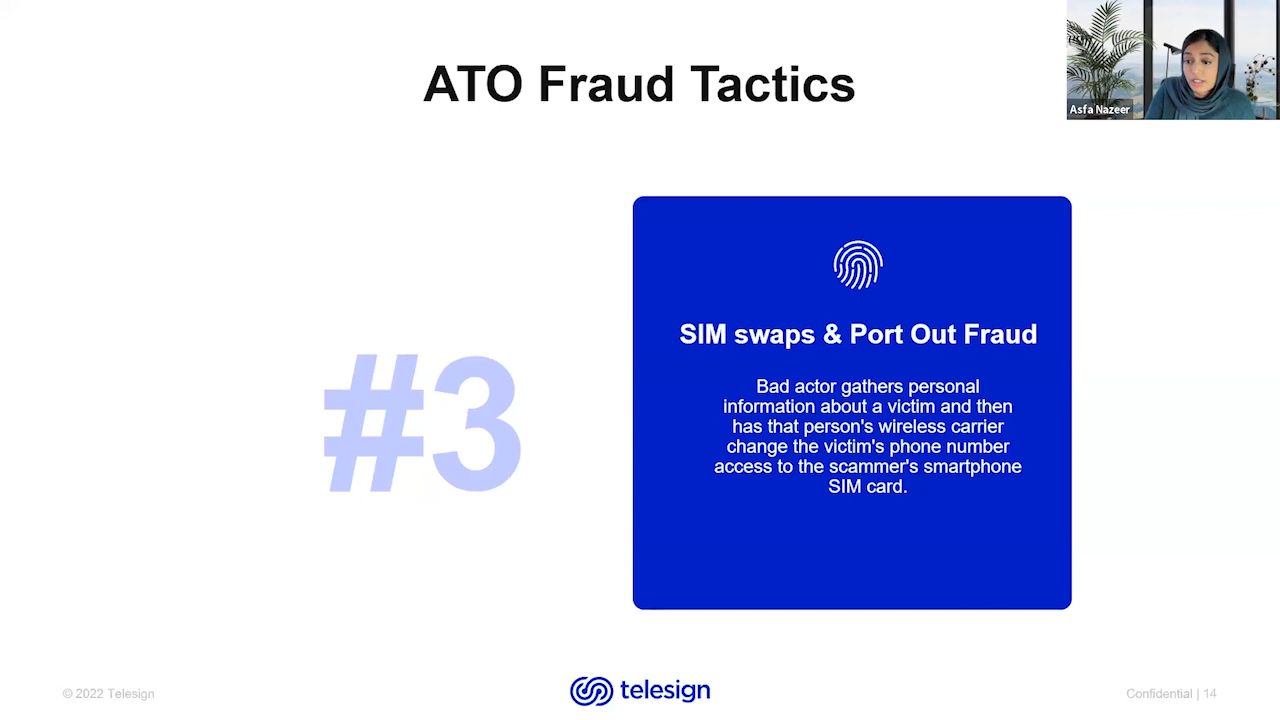 ATO Fraud Tactics
Asfa Nazeer
#3
SIM swaps & Port Out Fraud
Bad actor gathers personal
information about a victim and then
has that person's wireless carrier
change the victim's phone number
access to the scammer's smartphone
SIM card.
© 2022 Telesign
telesign
Confidential | 14